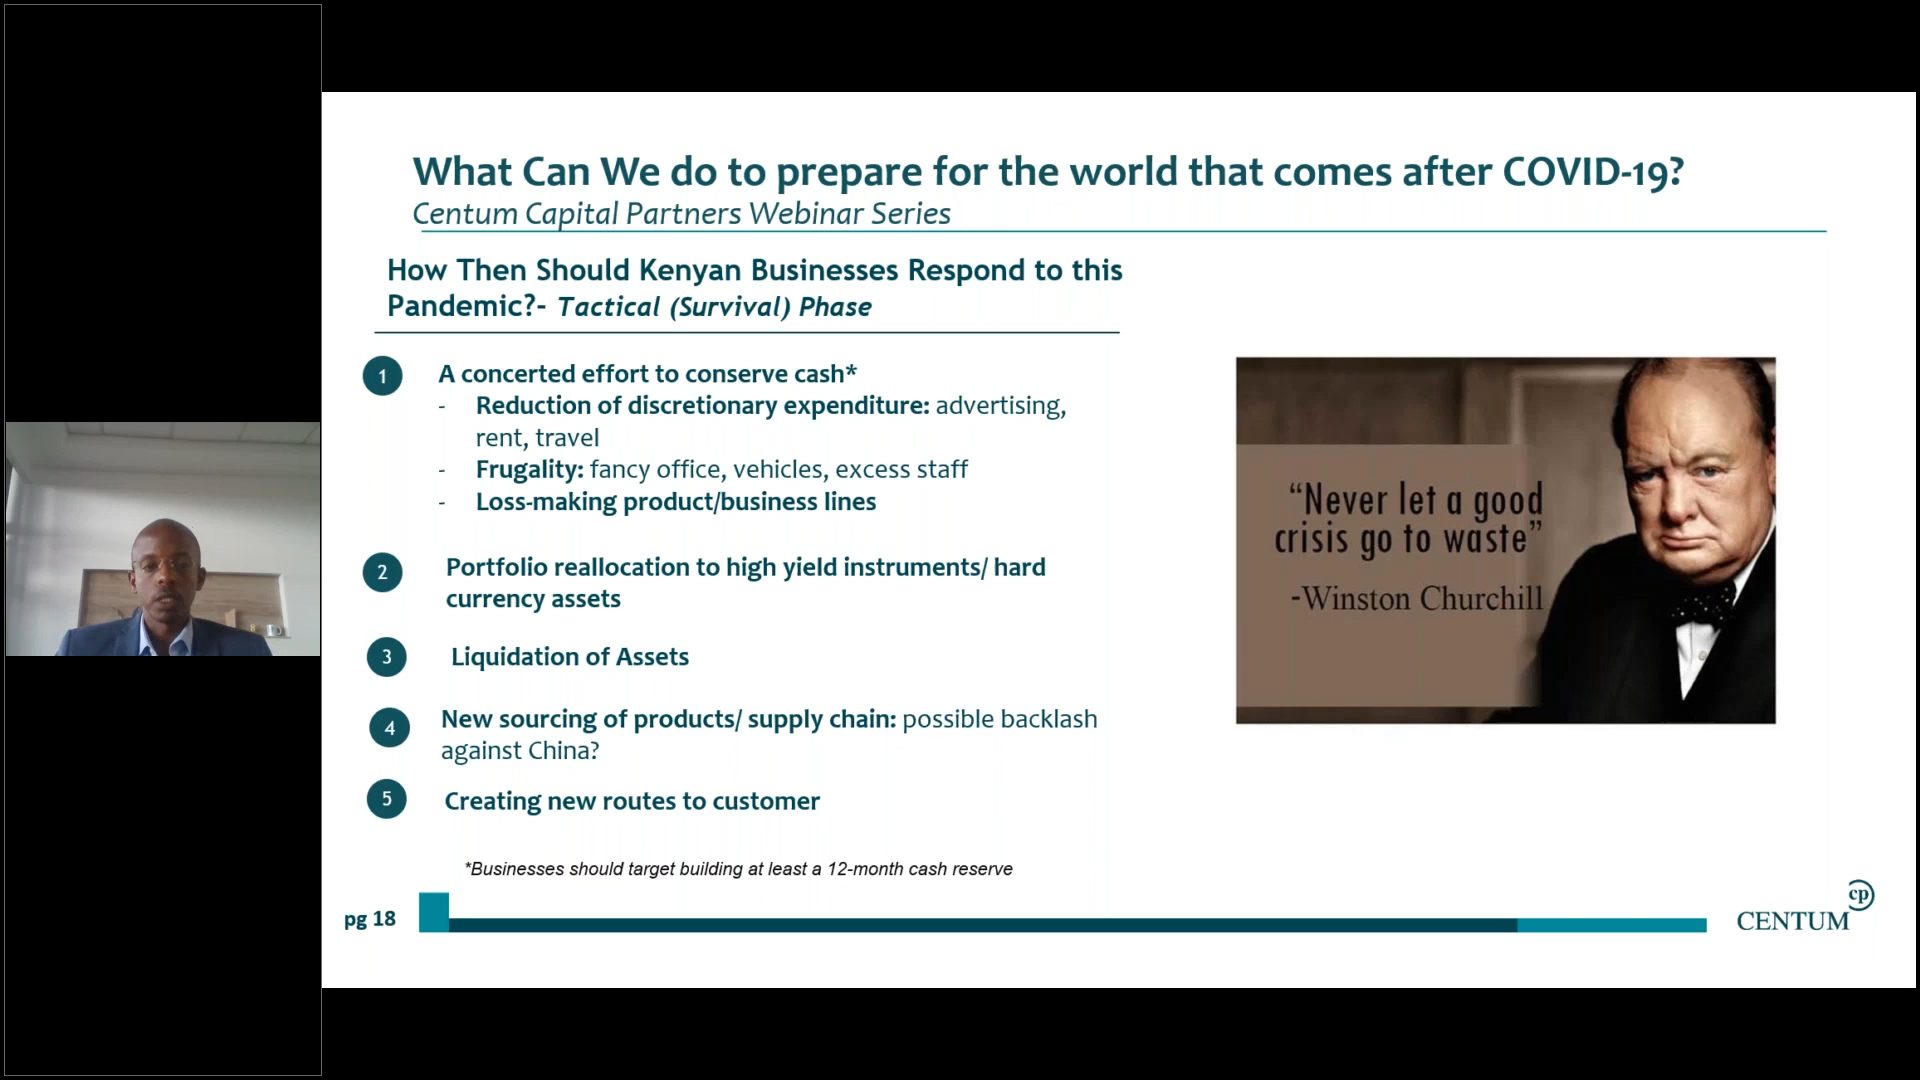 What Can We do to prepare for the world that comes after COVID-19?
Centum Capital Partners Webinar Series
How Then Should Kenyan Businesses Respond to this
Pandemic?- Tactical (Survival) Phase
1 A concerted effort to conserve cash*
- Reduction of discretionary expenditure: advertising,
rent, travel
- Frugality: fancy office, vehicles, excess staff
- Loss-making product/business lines
2 Portfolio reallocation to high yield instruments/ hard
currency assets
3 Liquidation of Assets
4 New sourcing of products/ supply chain: possible backlash
against China?
5 Creating new routes to customer
*Businesses should target building at least a 12-month cash reserve
“Never let a good
crisis go to waste”
-Winston Churchill
pg 18
cp
CENTUM